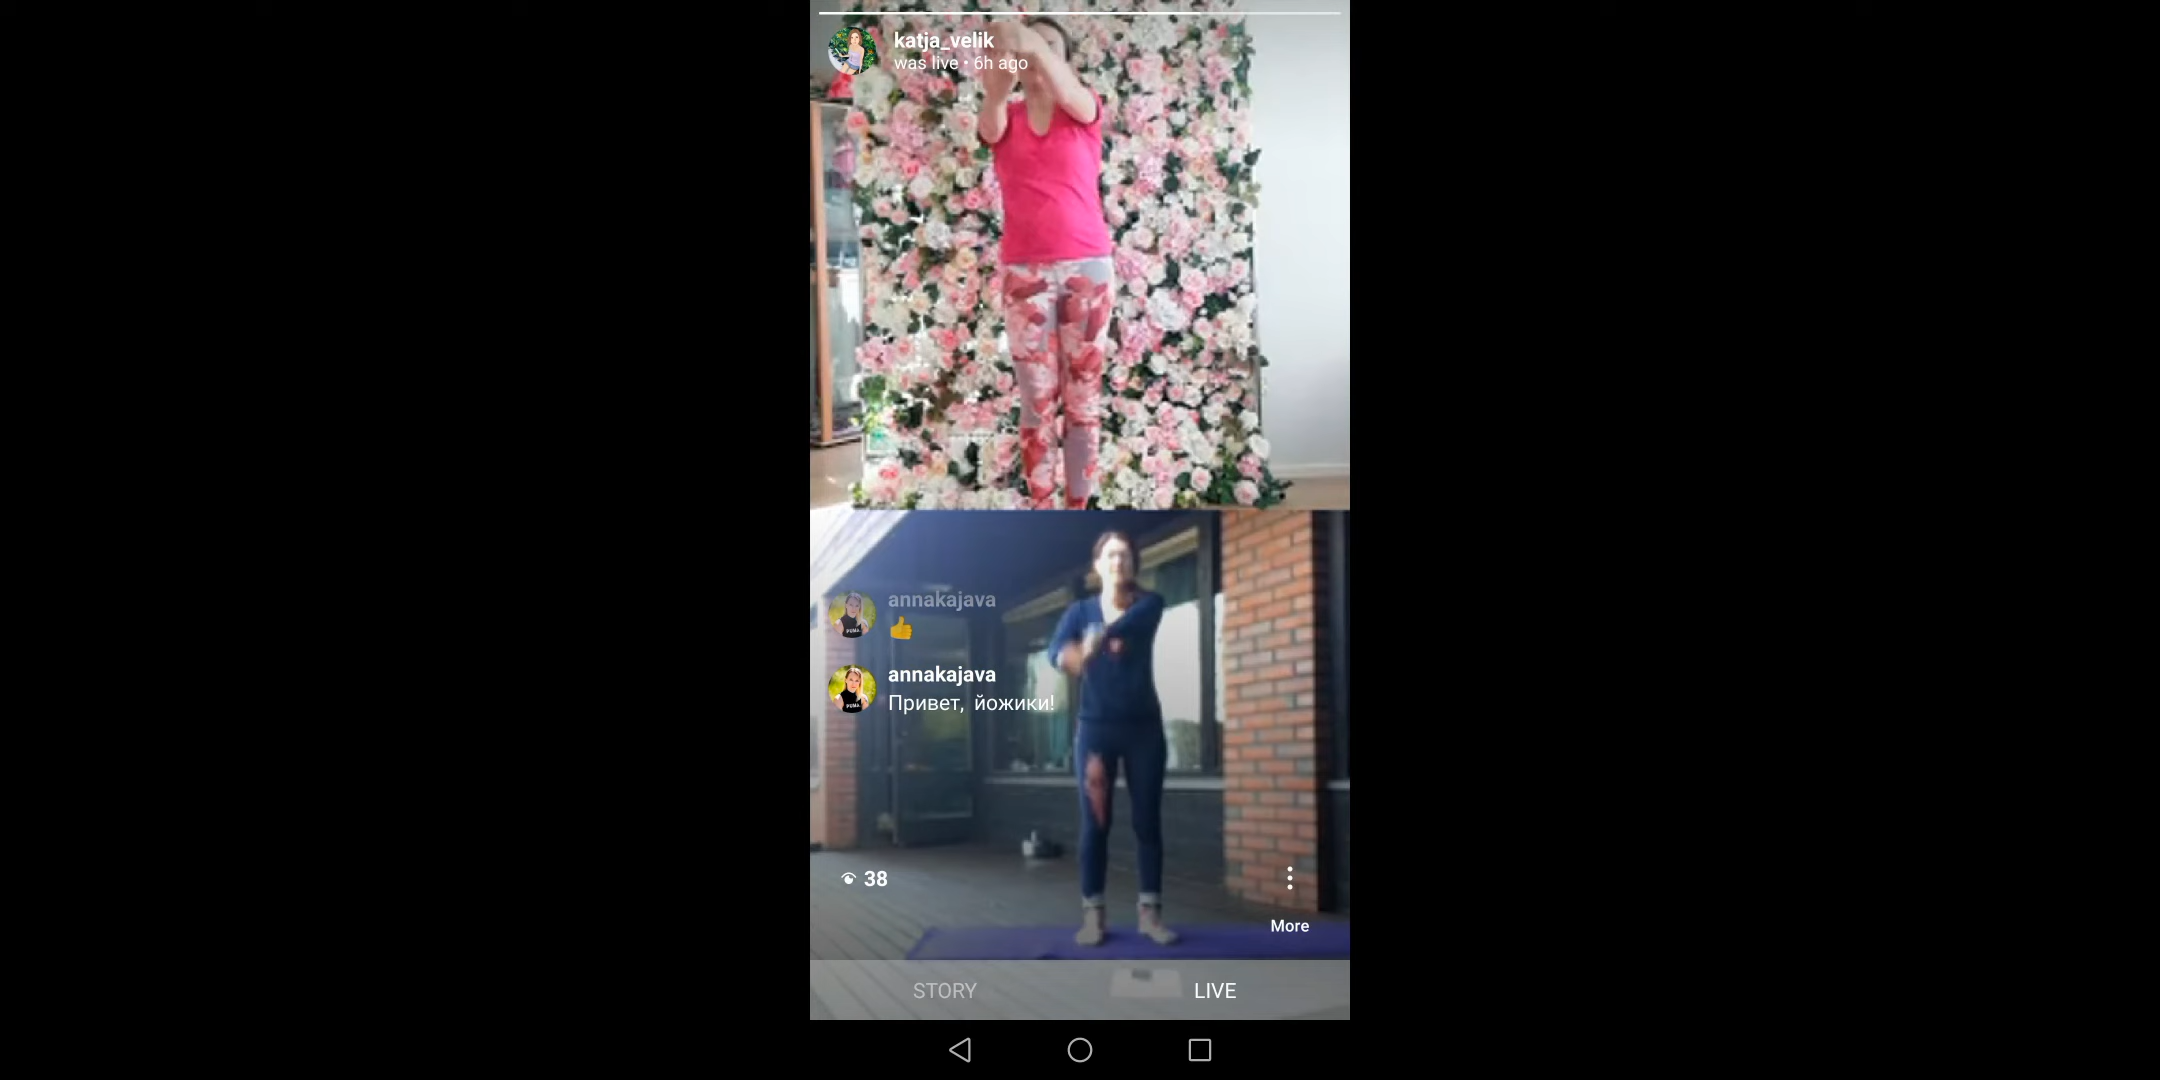 katja_velik
was live • 6h ago
annakajava
👍
annakajava
Привет, йожики!
38
More
STORY
LIVE